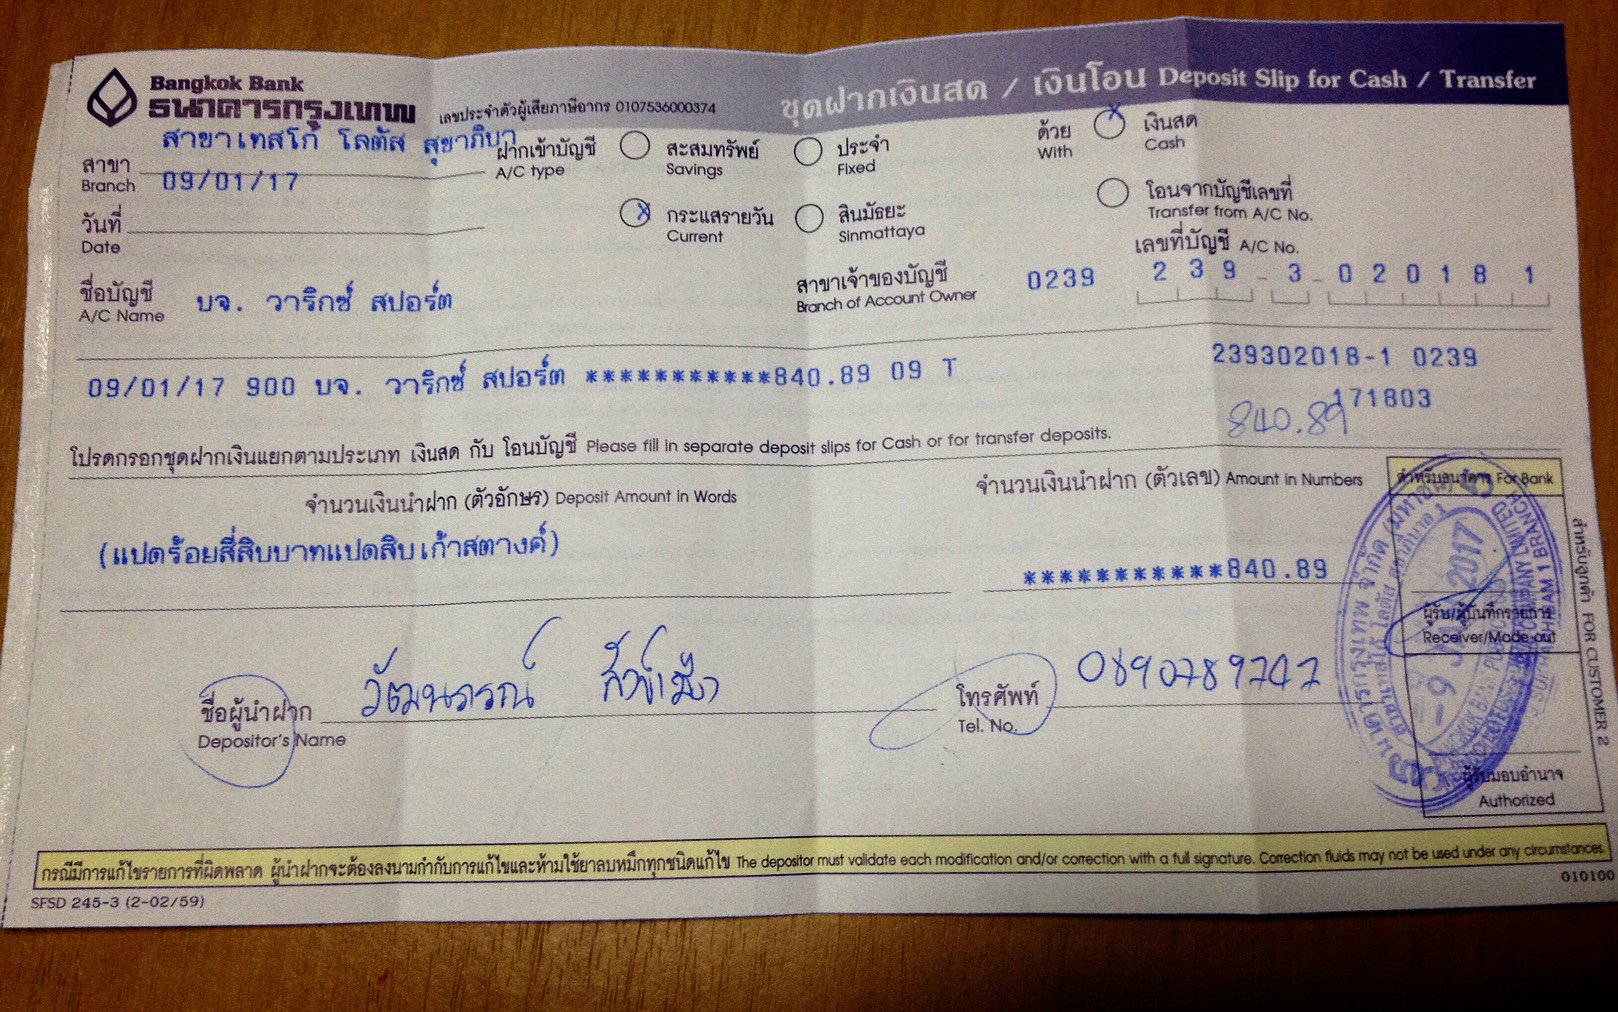 Bangkok Bank
ธนาคารกรุงเทพ
เลขประจำตัวผู้เสียภาษีอากร 0107536000374
ชุดฝากเงินสด / เงินโอน Deposit Slip for Cash / Transfer
สาขาเทสโก้ โลตัส สุขาภิบา
สาขา
Branch
09/01/17
วันที่
Date
ฝากเข้าบัญชี
A/C type
สะสมทรัพย์
Savings
ประจำ
Fixed
ด้วย
With
เงินสด
Cash
x กระแสรายวัน
Current
สินมัธยะ
Sinmattaya
โอนจากบัญชีเลขที่
Transfer from A/C No.
เลขที่บัญชี A/C No.
ชื่อบัญชี
A/C Name
บจ. วาริกซ์ สปอร์ต
สาขาเจ้าของบัญชี
Branch of Account Owner
0239
2 3 9 - 3 - 0 2 0 1 8 1
09/01/17 900 บจ. วาริกซ์ สปอร์ต ***********840.89 09 T
239302018-1 0239
171803
840.89
โปรดกรอกชุดฝากเงินแยกตามประเภท เงินสด กับ โอนบัญชี Please fill in separate deposit slips for Cash or for transfer deposits.
จำนวนเงินนำฝาก (ตัวอักษร) Deposit Amount in Words
จำนวนเงินนำฝาก (ตัวเลข) Amount in Numbers
สำหรับธนาคาร For Bank
(แปดร้อยสี่สิบบาทแปดสิบเก้าสตางค์)
***********840.89
ผู้รับ/ผู้บันทึกรายการ
Receiver/Made out
สำหรับลูกค้า FOR CUSTOMER 2
ชื่อผู้นำฝาก
Depositor's Name
วัฒนภรณ์
โทรศัพท์
Tel. No.
0890789747
ผู้รับมอบอำนาจ
Authorized
กรณีมีการแก้ไขรายการที่ผิดพลาด ผู้นำฝากจะต้องลงนามกำกับการแก้ไขและห้ามใช้ยาลบหมึกทุกชนิดแก้ไข The depositor must validate each modification and/or correction with a full signature. Correction fluids may not be used under any circumstances.
SFSD 245-3 (2-02/59)
010100